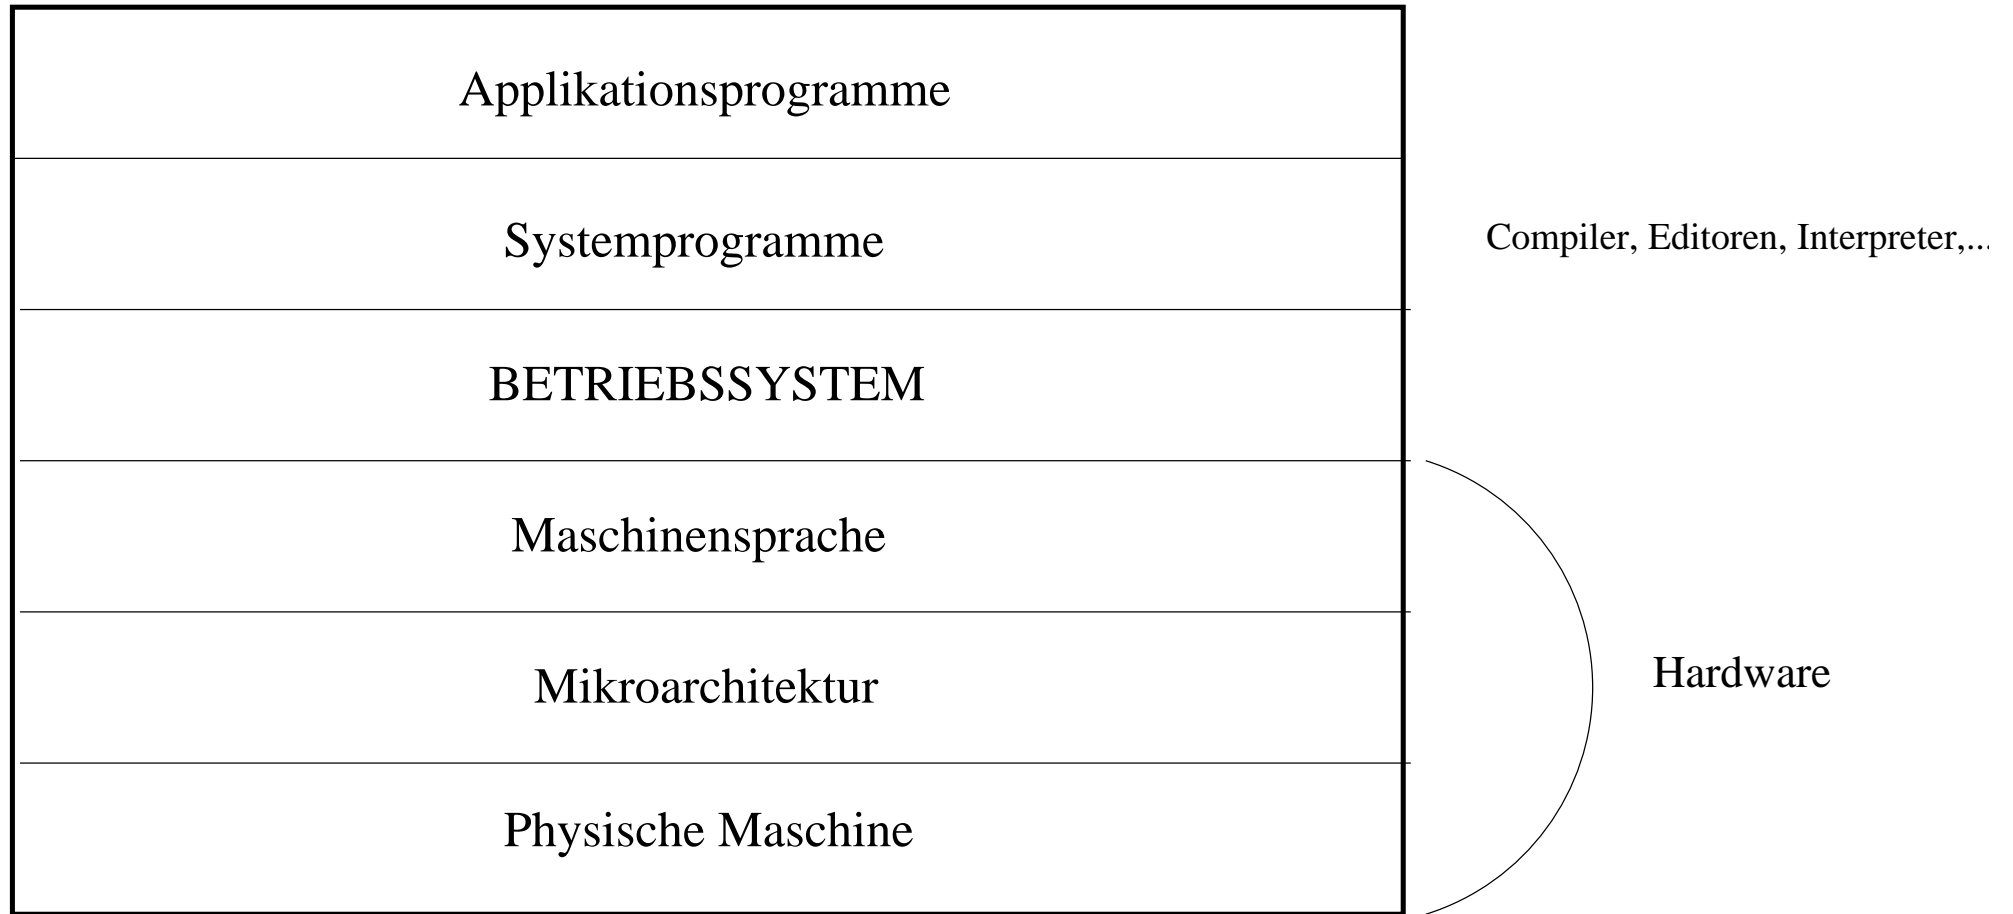 Applikationsprogramme
Systemprogramme
Compiler, Editoren, Interpreter,...
BETRIEBSSYSTEM
Maschinensprache
Mikroarchitektur
Hardware
Physische Maschine